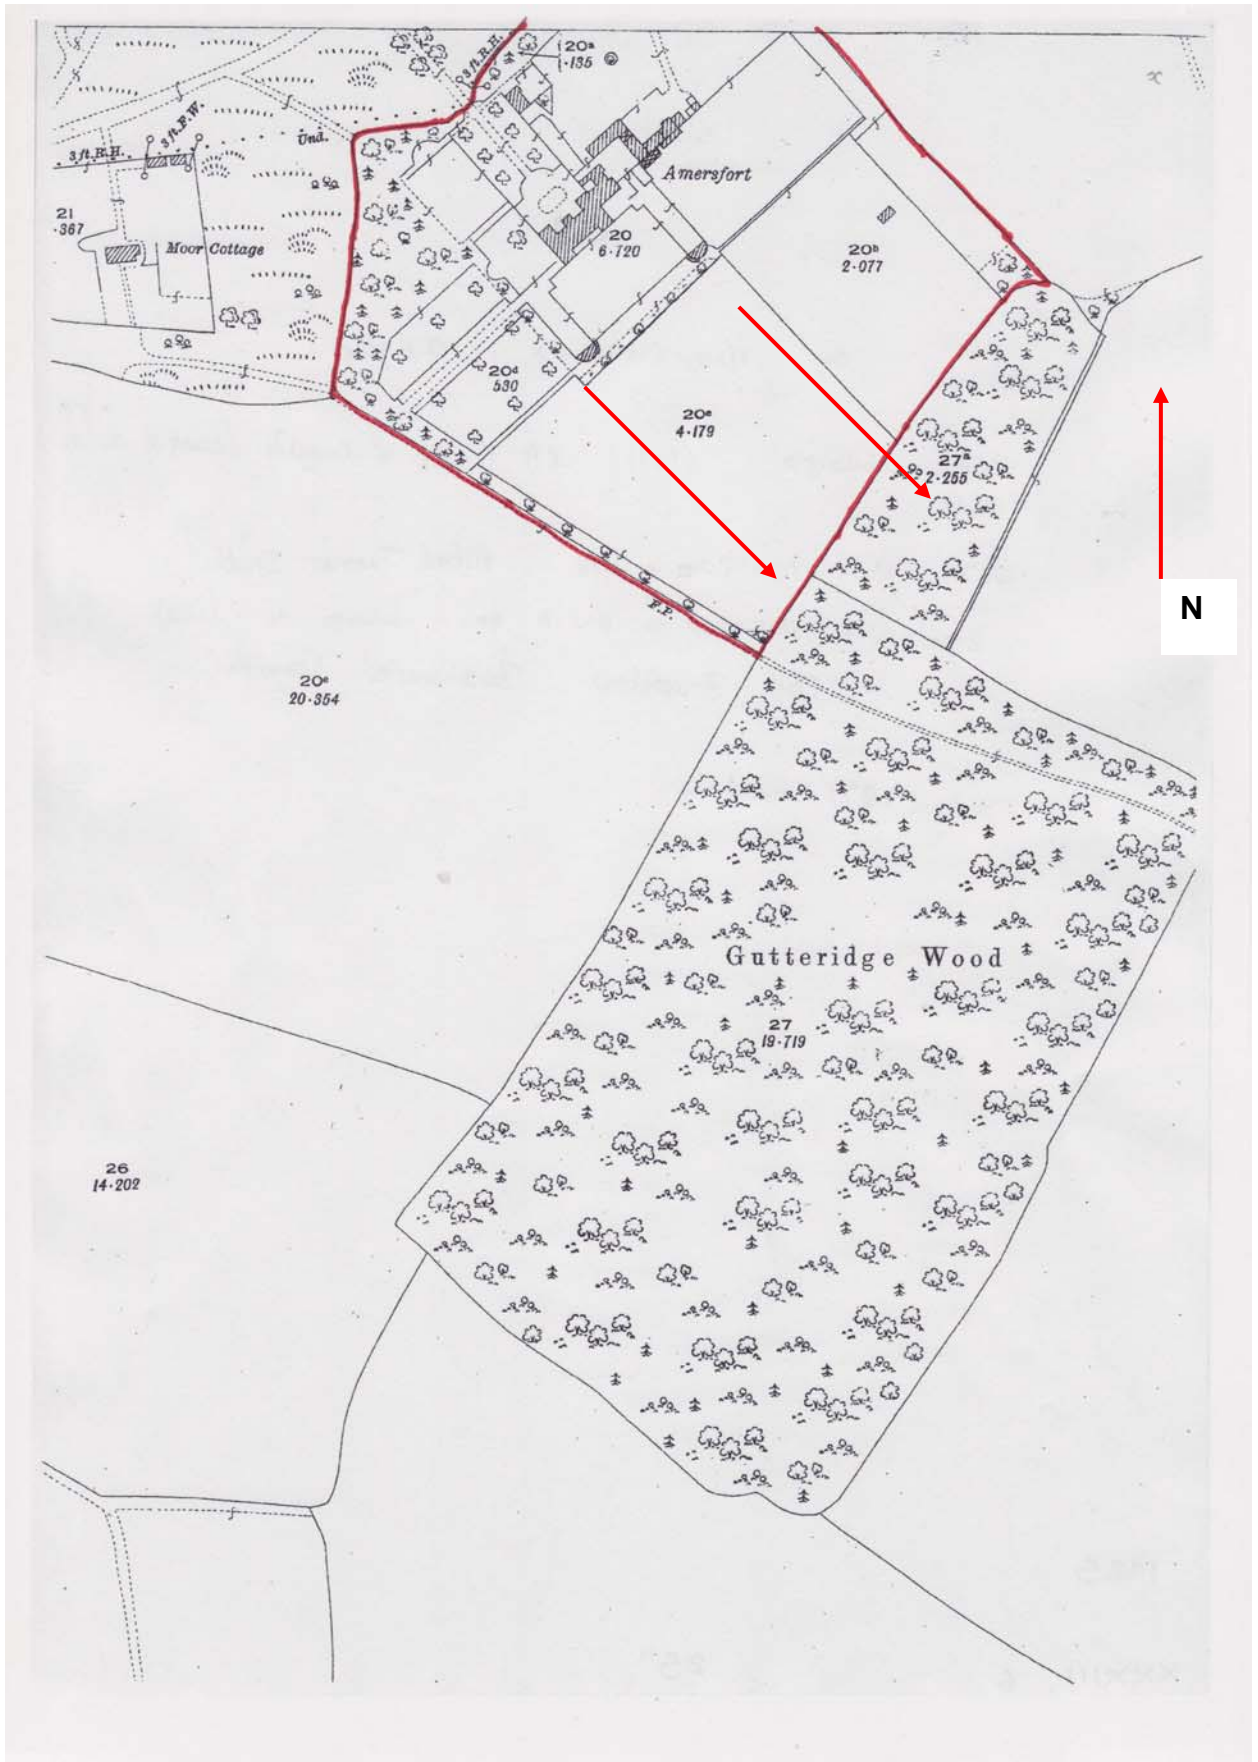 3 ft. R.H.
20ᵃ
1·135
3 ft. F.W.
Und.
3 ft. R.H.
Amersfort
21
·367
Moor Cottage
20
6·720
20ᵇ
2·077
20ᵈ
530
20ᵉ
4·179
27ᵃ
2·255
N
F.P.
20ᵉ
20·354
Gutteridge Wood
27
19·719
26
14·202